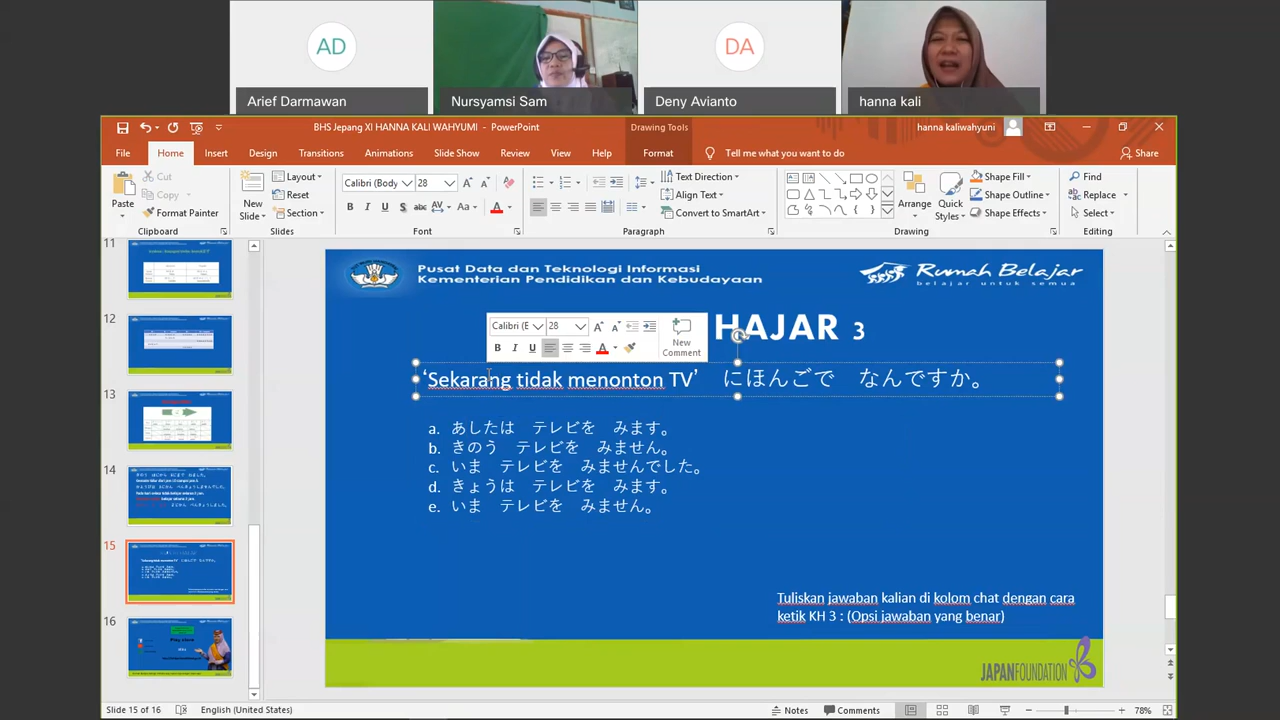 AD
DA
Arief Darmawan
Nursyamsi Sam
Deny Avianto
hanna kali
BHS Jepang XI HANNA KALI WAHYUMI - PowerPoint
Drawing Tools
hanna kaliwahyuni
File Home Insert Design Transitions Animations Slide Show Review View Help Format Tell me what you want to do Share
Paste
Cut
Copy
Format Painter
Clipboard
New Slide
Layout
Reset
Section
Slides
Calibri (Body 28
Font
Text Direction
Align Text
Convert to SmartArt
Paragraph
Arrange
Quick Styles
Shape Fill
Shape Outline
Shape Effects
Drawing
Find
Replace
Select
Editing
11
12
13
14
15
16
Pusat Data dan Teknologi Informasi
Kementerian Pendidikan dan Kebudayaan
Rumah Belajar
belajar untuk semua
Calibri (E 28
New Comment
HAJAR 3
‘Sekarang tidak menonton TV’ にほんごで なんですか。
a. あしたは テレビを みます。
b. きのう テレビを みません。
c. いま テレビを みませんでした。
d. きょうは テレビを みます。
e. いま テレビを みません。
Tuliskan jawaban kalian di kolom chat dengan cara
ketik KH 3 : (Opsi jawaban yang benar)
JAPANFOUNDATION
Slide 15 of 16
English (United States)
Notes
Comments
78%